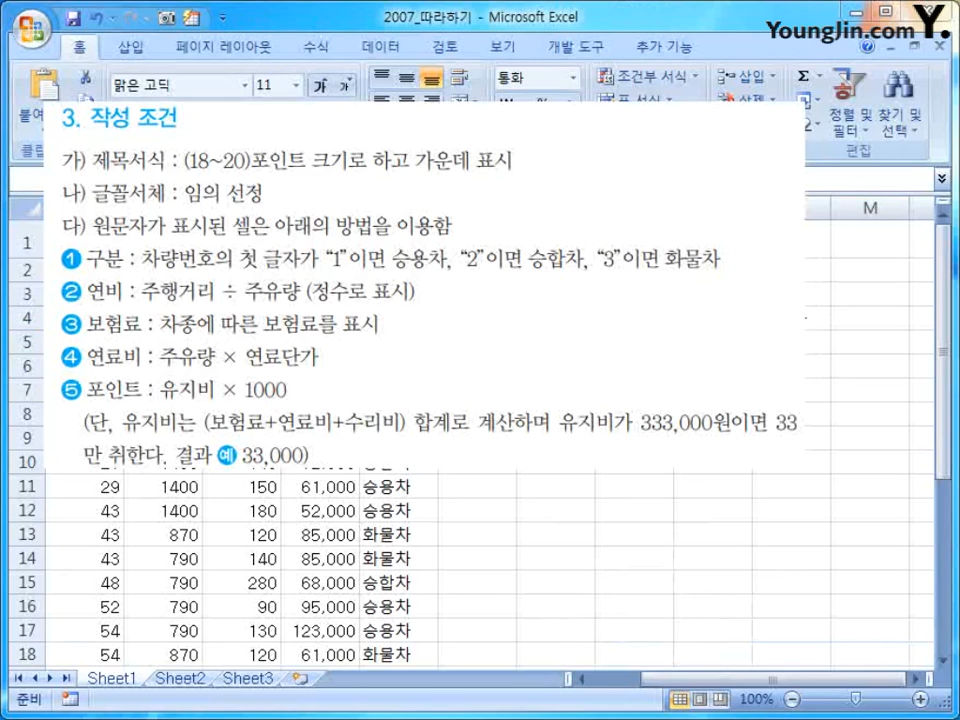 2007_따라하기 - Microsoft Excel
YoungJin.com Y.
홈 삽입 페이지 레이아웃 수식 데이터 검토 보기 개발 도구 추가 기능
맑은 고딕 11 가 가 통화 조건부 서식 삽입 Σ
정렬 및 찾기 및
필터 선택
편집
3. 작성 조건
가) 제목서식 : (18~20)포인트 크기로 하고 가운데 표시
나) 글꼴서체 : 임의 선정
다) 원문자가 표시된 셀은 아래의 방법을 이용함
❶ 구분 : 차량번호의 첫 글자가 “1”이면 승용차, “2”이면 승합차, “3”이면 화물차
❷ 연비 : 주행거리 ÷ 주유량 (정수로 표시)
❸ 보험료 : 차종에 따른 보험료를 표시
❹ 연료비 : 주유량 × 연료단가
❺ 포인트 : 유지비 × 1000
(단, 유지비는 (보험료+연료비+수리비) 합계로 계산하며 유지비가 333,000원이면 33
만 취한다. 결과 예 33,000)
M
1
2
3
4
5
6
7
8
9
10
11 29 1400 150 61,000 승용차
12 43 1400 180 52,000 승용차
13 43 870 120 85,000 화물차
14 43 790 140 85,000 화물차
15 48 790 280 68,000 승합차
16 52 790 90 95,000 승용차
17 54 790 130 123,000 승용차
18 54 870 120 61,000 화물차
Sheet1 Sheet2 Sheet3
준비 100%